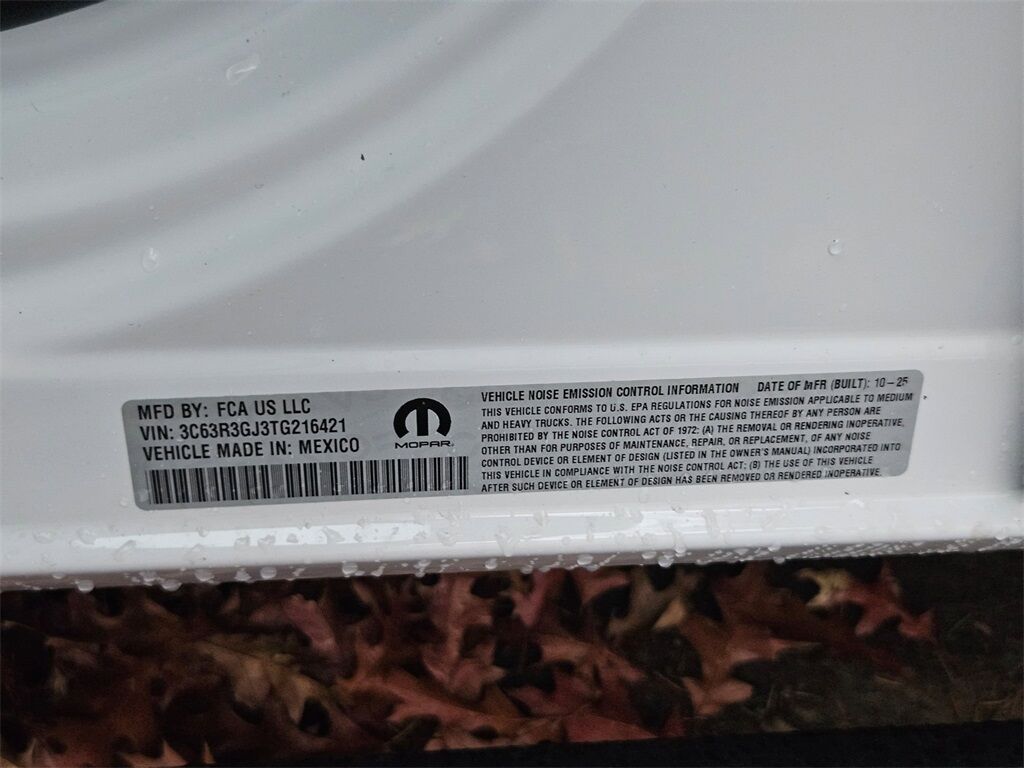 MFD BY: FCA US LLC
VIN: 3C63R3GJ3TG216421
VEHICLE MADE IN: MEXICO
MOPAR
VEHICLE NOISE EMISSION CONTROL INFORMATION DATE OF MFR (BUILT): 10-25
THIS VEHICLE CONFORMS TO U.S. EPA REGULATIONS FOR NOISE EMISSION APPLICABLE TO MEDIUM
AND HEAVY TRUCKS. THE FOLLOWING ACTS OR THE CAUSING THEREOF BY ANY PERSON ARE
PROHIBITED BY THE NOISE CONTROL ACT OF 1972: (A) THE REMOVAL OR RENDERING INOPERATIVE,
OTHER THAN FOR PURPOSES OF MAINTENANCE, REPAIR, OR REPLACEMENT, OF ANY NOISE
CONTROL DEVICE OR ELEMENT OF DESIGN (LISTED IN THE OWNER'S MANUAL) INCORPORATED INTO
THIS VEHICLE IN COMPLIANCE WITH THE NOISE CONTROL ACT; (B) THE USE OF THIS VEHICLE
AFTER SUCH DEVICE OR ELEMENT OF DESIGN HAS BEEN REMOVED OR RENDERED INOPERATIVE.